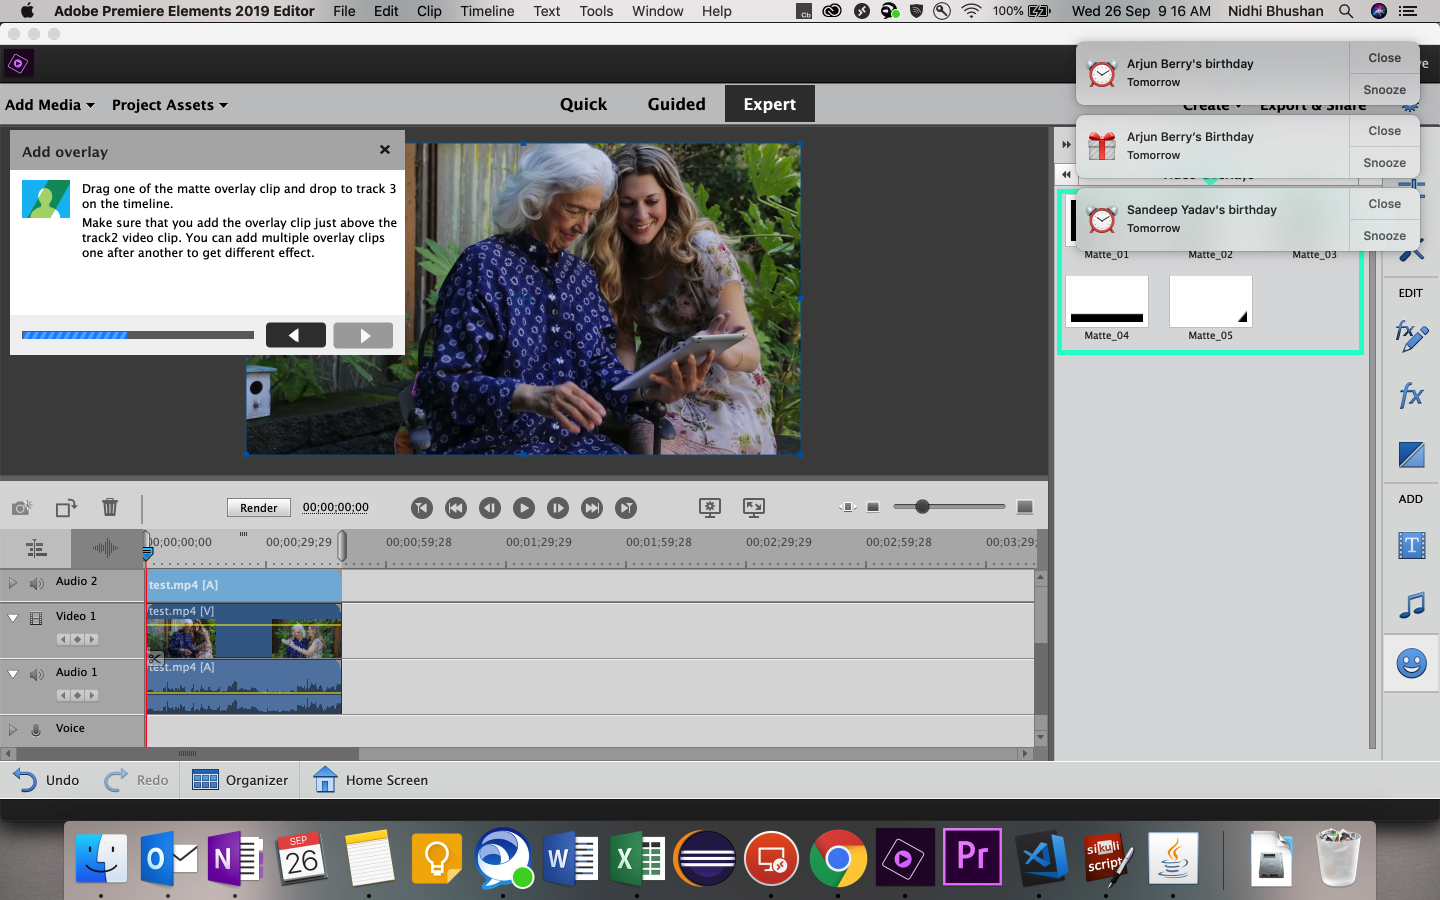 Adobe Premiere Elements 2019 Editor File Edit Clip Timeline Text Tools Window Help 100% Wed 26 Sep 9 16 AM Nidhi Bhushan
Arjun Berry's birthday
Tomorrow
Close
Snooze
Add Media Project Assets Quick Guided Expert Create Export & Share
Arjun Berry's Birthday
Tomorrow
Close
Snooze
Sandeep Yadav's birthday
Tomorrow
Close
Snooze
Add overlay
Drag one of the matte overlay clip and drop to track 3
on the timeline.
Make sure that you add the overlay clip just above the
track2 video clip. You can add multiple overlay clips
one after another to get different effect.
Matte_01 Matte_02 Matte_03
Matte_04 Matte_05
EDIT
fx
ADD
T
Render 00;00;00;00
00;00;00 00;00;29;29 00;00;59;28 00;01;29;29 00;01;59;28 00;02;29;29 00;02;59;28 00;03;29;
Audio 2 test.mp4 [A]
Video 1 test.mp4 [V]
Audio 1 test.mp4 [A]
Voice
Undo Redo Organizer Home Screen
SEP
26
sikuli
script
Pr